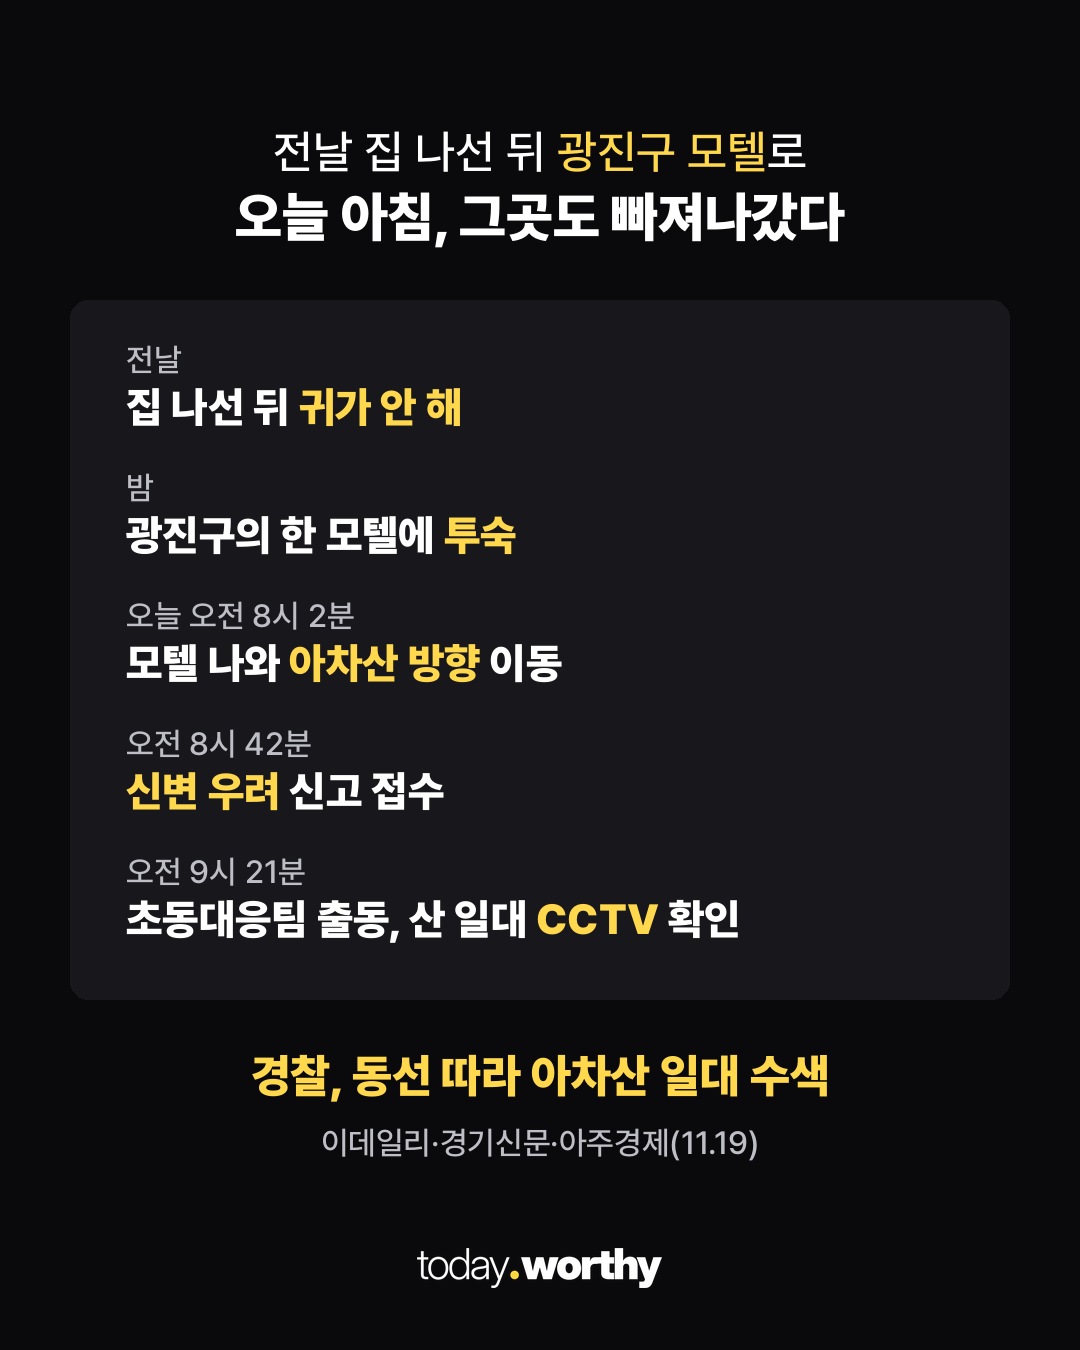 전날 집 나선 뒤 광진구 모텔로
오늘 아침, 그곳도 빠져나갔다
전날
집 나선 뒤 귀가 안 해
밤
광진구의 한 모텔에 투숙
오늘 오전 8시 2분
모텔 나와 아차산 방향 이동
오전 8시 42분
신변 우려 신고 접수
오전 9시 21분
초동대응팀 출동, 산 일대 CCTV 확인
경찰, 동선 따라 아차산 일대 수색
이데일리·경기신문·아주경제(11.19)
today.worthy